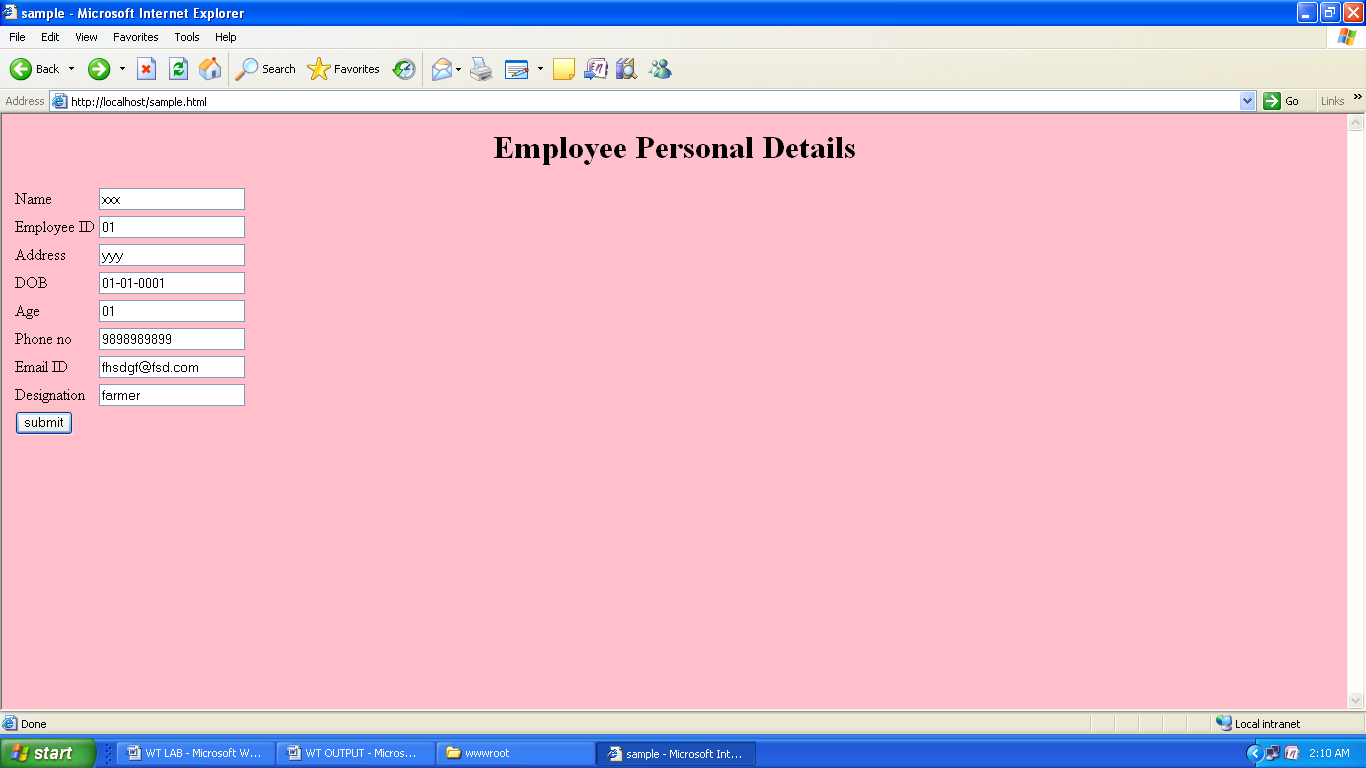 sample - Microsoft Internet Explorer
File Edit View Favorites Tools Help
Back Search Favorites
Address http://localhost/sample.html Go Links »
Employee Personal Details
Name xxx
Employee ID 01
Address yyy
DOB 01-01-0001
Age 01
Phone no 9898989899
Email ID fhsdgf@fsd.com
Designation farmer
submit
Done Local intranet
start WT LAB - Microsoft W... WT OUTPUT - Micros... wwwroot sample - Microsoft Int... 2:10 AM